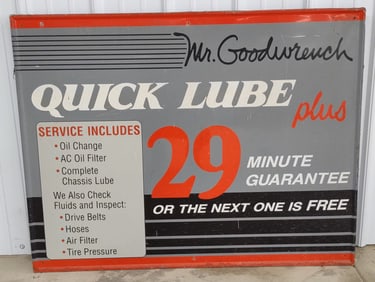 Mr. Goodwrench
QUICK LUBE plus
SERVICE INCLUDES
• Oil Change
• AC Oil Filter
• Complete
Chassis Lube
We Also Check
Fluids and Inspect:
• Drive Belts
• Hoses
• Air Filter
• Tire Pressure
29 MINUTE
GUARANTEE
OR THE NEXT ONE IS FREE